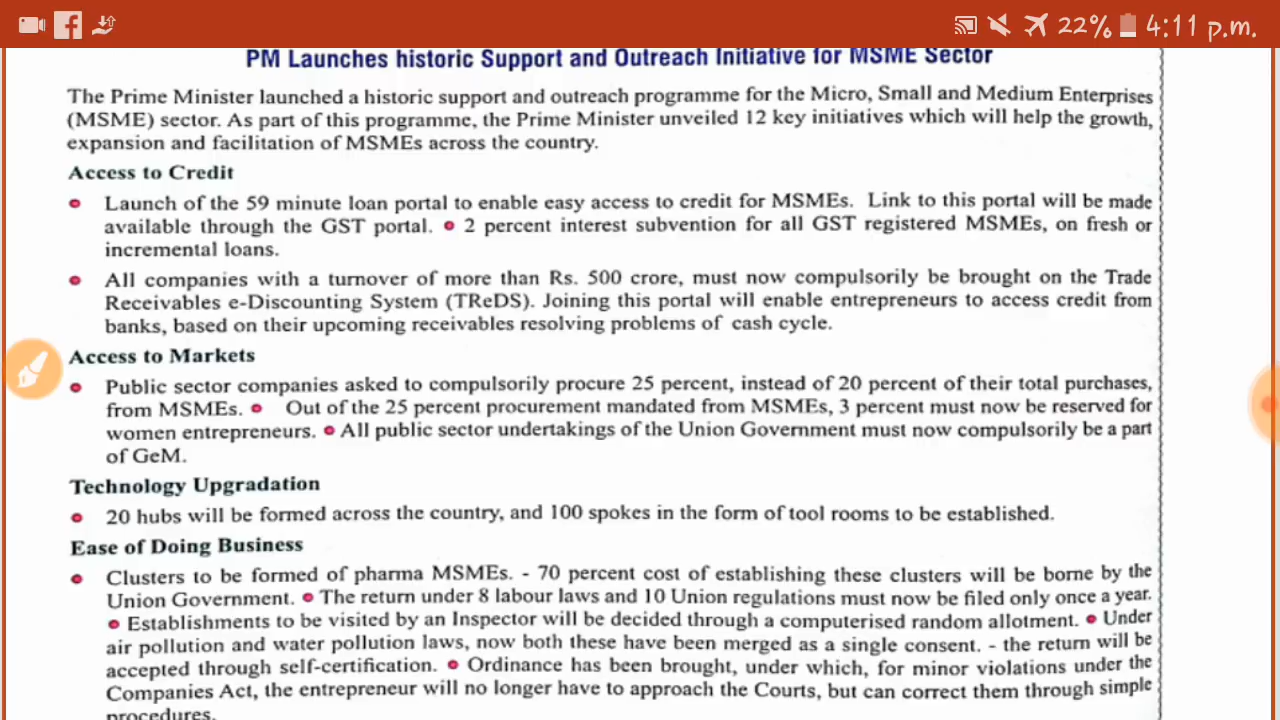 22% 4:11 p.m.
PM Launches historic Support and Outreach Initiative for MSME Sector
The Prime Minister launched a historic support and outreach programme for the Micro, Small and Medium Enterprises
(MSME) sector. As part of this programme, the Prime Minister unveiled 12 key initiatives which will help the growth,
expansion and facilitation of MSMEs across the country.
Access to Credit
• Launch of the 59 minute loan portal to enable easy access to credit for MSMEs. Link to this portal will be made
available through the GST portal. • 2 percent interest subvention for all GST registered MSMEs, on fresh or
incremental loans.
• All companies with a turnover of more than Rs. 500 crore, must now compulsorily be brought on the Trade
Receivables e-Discounting System (TReDS). Joining this portal will enable entrepreneurs to access credit from
banks, based on their upcoming receivables resolving problems of cash cycle.
Access to Markets
• Public sector companies asked to compulsorily procure 25 percent, instead of 20 percent of their total purchases,
from MSMEs. • Out of the 25 percent procurement mandated from MSMEs, 3 percent must now be reserved for
women entrepreneurs. • All public sector undertakings of the Union Government must now compulsorily be a part
of GeM.
Technology Upgradation
• 20 hubs will be formed across the country, and 100 spokes in the form of tool rooms to be established.
Ease of Doing Business
• Clusters to be formed of pharma MSMEs. - 70 percent cost of establishing these clusters will be borne by the
Union Government. • The return under 8 labour laws and 10 Union regulations must now be filed only once a year.
• Establishments to be visited by an Inspector will be decided through a computerised random allotment. • Under
air pollution and water pollution laws, now both these have been merged as a single consent. - the return will be
accepted through self-certification. • Ordinance has been brought, under which, for minor violations under the
Companies Act, the entrepreneur will no longer have to approach the Courts, but can correct them through simple
procedures.